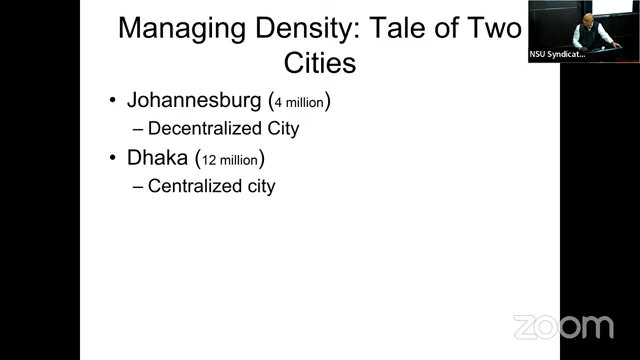 Managing Density: Tale of Two
Cities
• Johannesburg (4 million)
– Decentralized City
• Dhaka (12 million)
– Centralized city
NSU Syndicat...
zoom